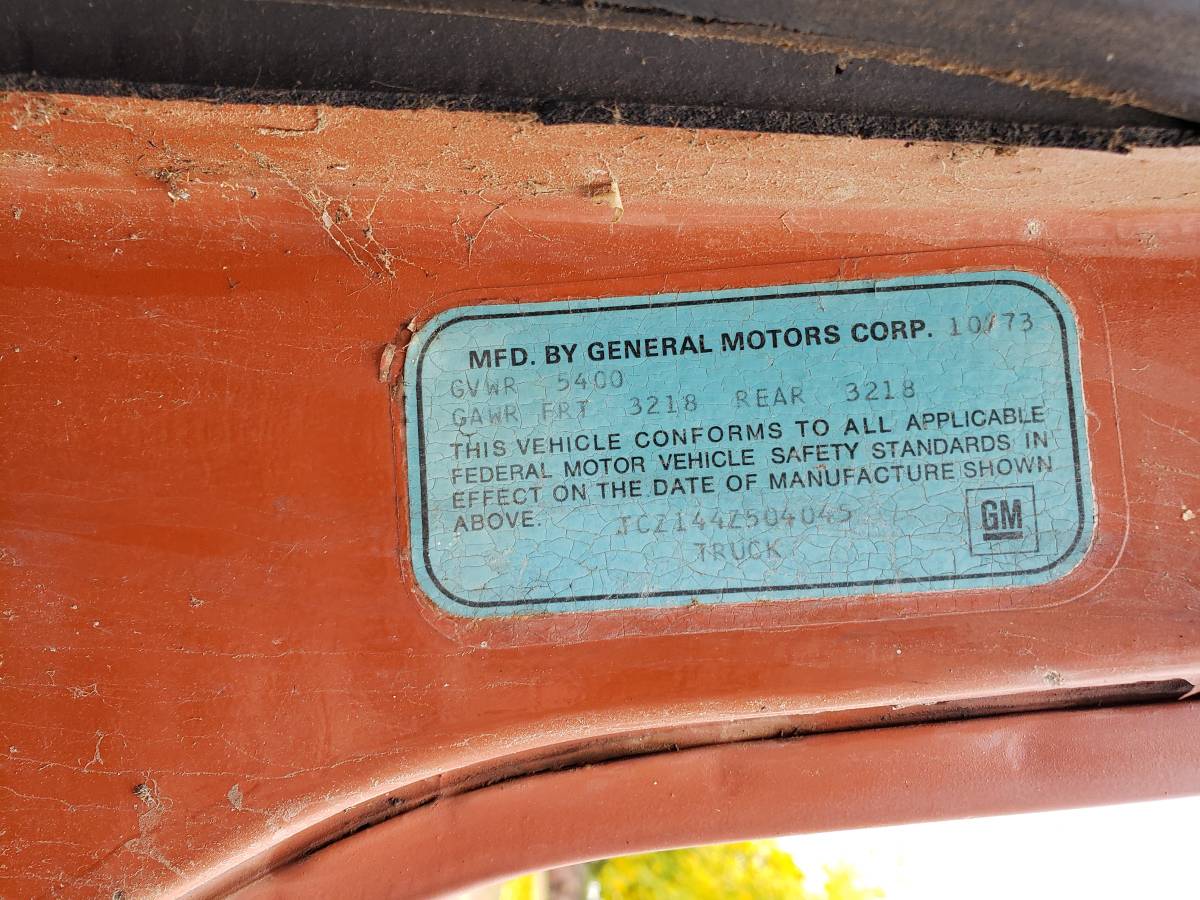 MFD. BY GENERAL MOTORS CORP. 10/73
GVWR 5400
GAWR FRT 3218 REAR 3218
THIS VEHICLE CONFORMS TO ALL APPLICABLE
FEDERAL MOTOR VEHICLE SAFETY STANDARDS IN
EFFECT ON THE DATE OF MANUFACTURE SHOWN
ABOVE. TCZ144Z504045
TRUCK
GM